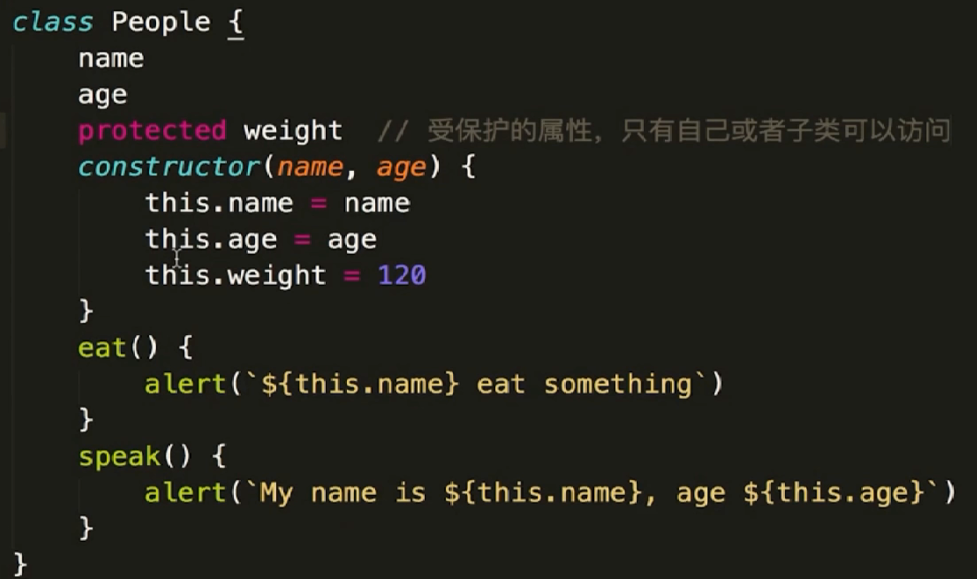 class People {
    name
    age
    protected weight  // 受保护的属性，只有自己或者子类可以访问
    constructor(name, age) {
        this.name = name
        this.age = age
        this.weight = 120
    }
    eat() {
        alert(`${this.name} eat something`)
    }
    speak() {
        alert(`My name is ${this.name}, age ${this.age}`)
    }
}